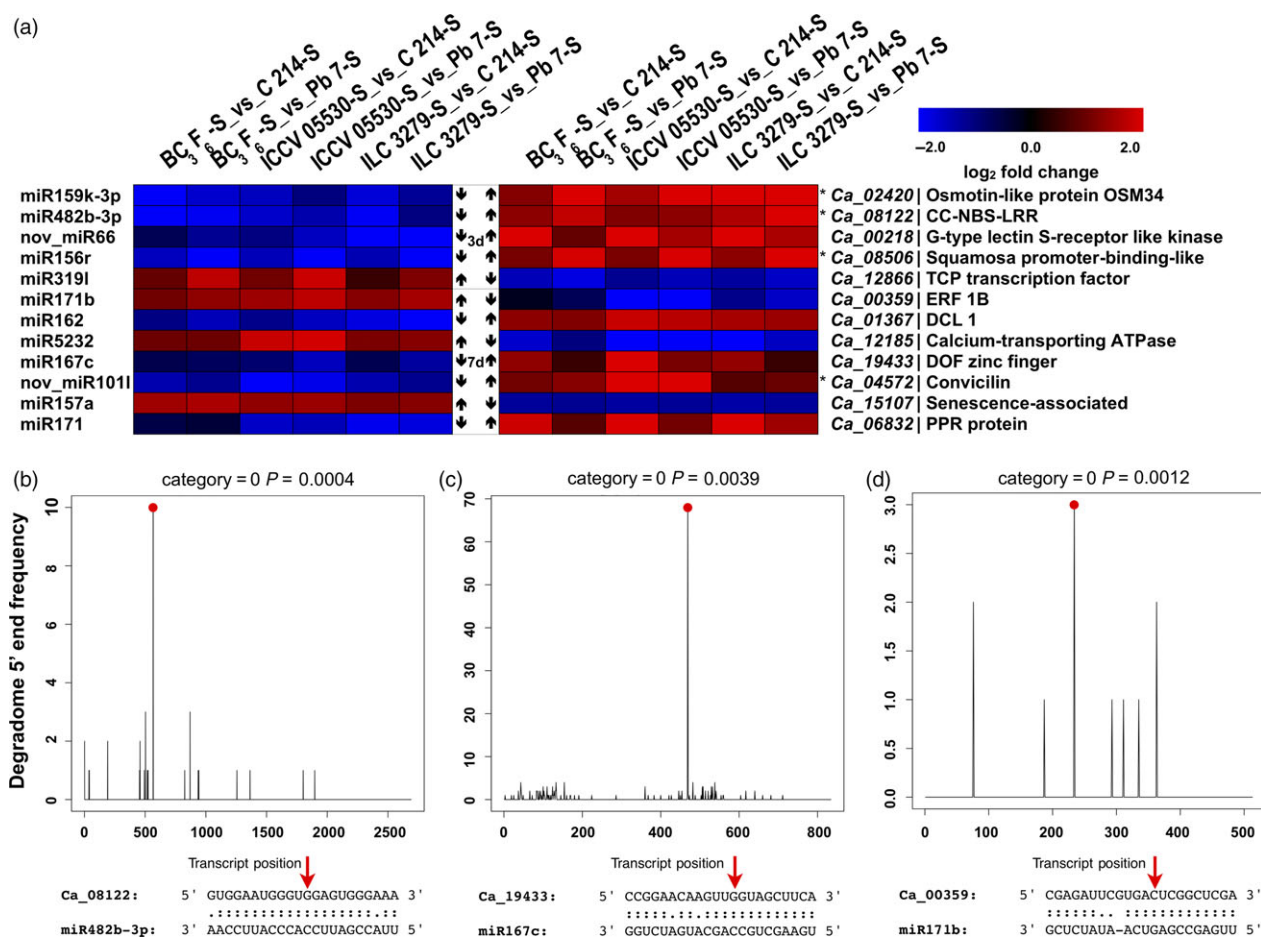 (a)
BC3F6-S_vs_C 214-S
BC3F6-S_vs_Pb 7-S
ICCV 05530-S_vs_C 214-S
ICCV 05530-S_vs_Pb 7-S
ILC 3279-S_vs_C 214-S
ILC 3279-S_vs_Pb 7-S
BC3F6-S_vs_C 214-S
BC3F6-S_vs_Pb 7-S
ICCV 05530-S_vs_C 214-S
ICCV 05530-S_vs_Pb 7-S
ILC 3279-S_vs_C 214-S
ILC 3279-S_vs_Pb 7-S
−2.0 0.0 2.0
log2 fold change
miR159k-3p * Ca_02420 | Osmotin-like protein OSM34
miR482b-3p * Ca_08122 | CC-NBS-LRR
nov_miR66 Ca_00218 | G-type lectin S-receptor like kinase
3d
miR156r * Ca_08506 | Squamosa promoter-binding-like
miR319l Ca_12866 | TCP transcription factor
miR171b Ca_00359 | ERF 1B
miR162 Ca_01367 | DCL 1
miR5232 Ca_12185 | Calcium-transporting ATPase
miR167c 7d Ca_19433 | DOF zinc finger
nov_miR101l * Ca_04572 | Convicilin
miR157a Ca_15107 | Senescence-associated
miR171 Ca_06832 | PPR protein
(b) category = 0 P = 0.0004
Degradome 5' end frequency
10
8
6
4
2
0
0 500 1000 1500 2000 2500
Transcript position
Ca_08122: 5' GUGGAAUGGGUGGAGUGGGAAA 3'
.::::::::::::::::::.::
miR482b-3p: 3' AACCUUACCCACCUUAGCCAUU 5'
(c) category = 0 P = 0.0039
70
60
50
40
30
20
10
0
0 200 400 600 800
Transcript position
Ca_19433: 5' CCGGAACAAGUUGGUAGCUUCA 3'
:::::.::.:::::::::::::
miR167c: 3' GGUCUAGUACGACCGUCGAAGU 5'
(d) category = 0 P = 0.0012
3.0
2.5
2.0
1.5
1.0
0.5
0.0
0 100 200 300 400 500
Transcript position
Ca_00359: 5' CGAGAUUCGUGACUCGGCUCGA 3'
:::::::.. :::::::::::
miR171b: 3' GCUCUAUA-ACUGAGCCGAGUU 5'